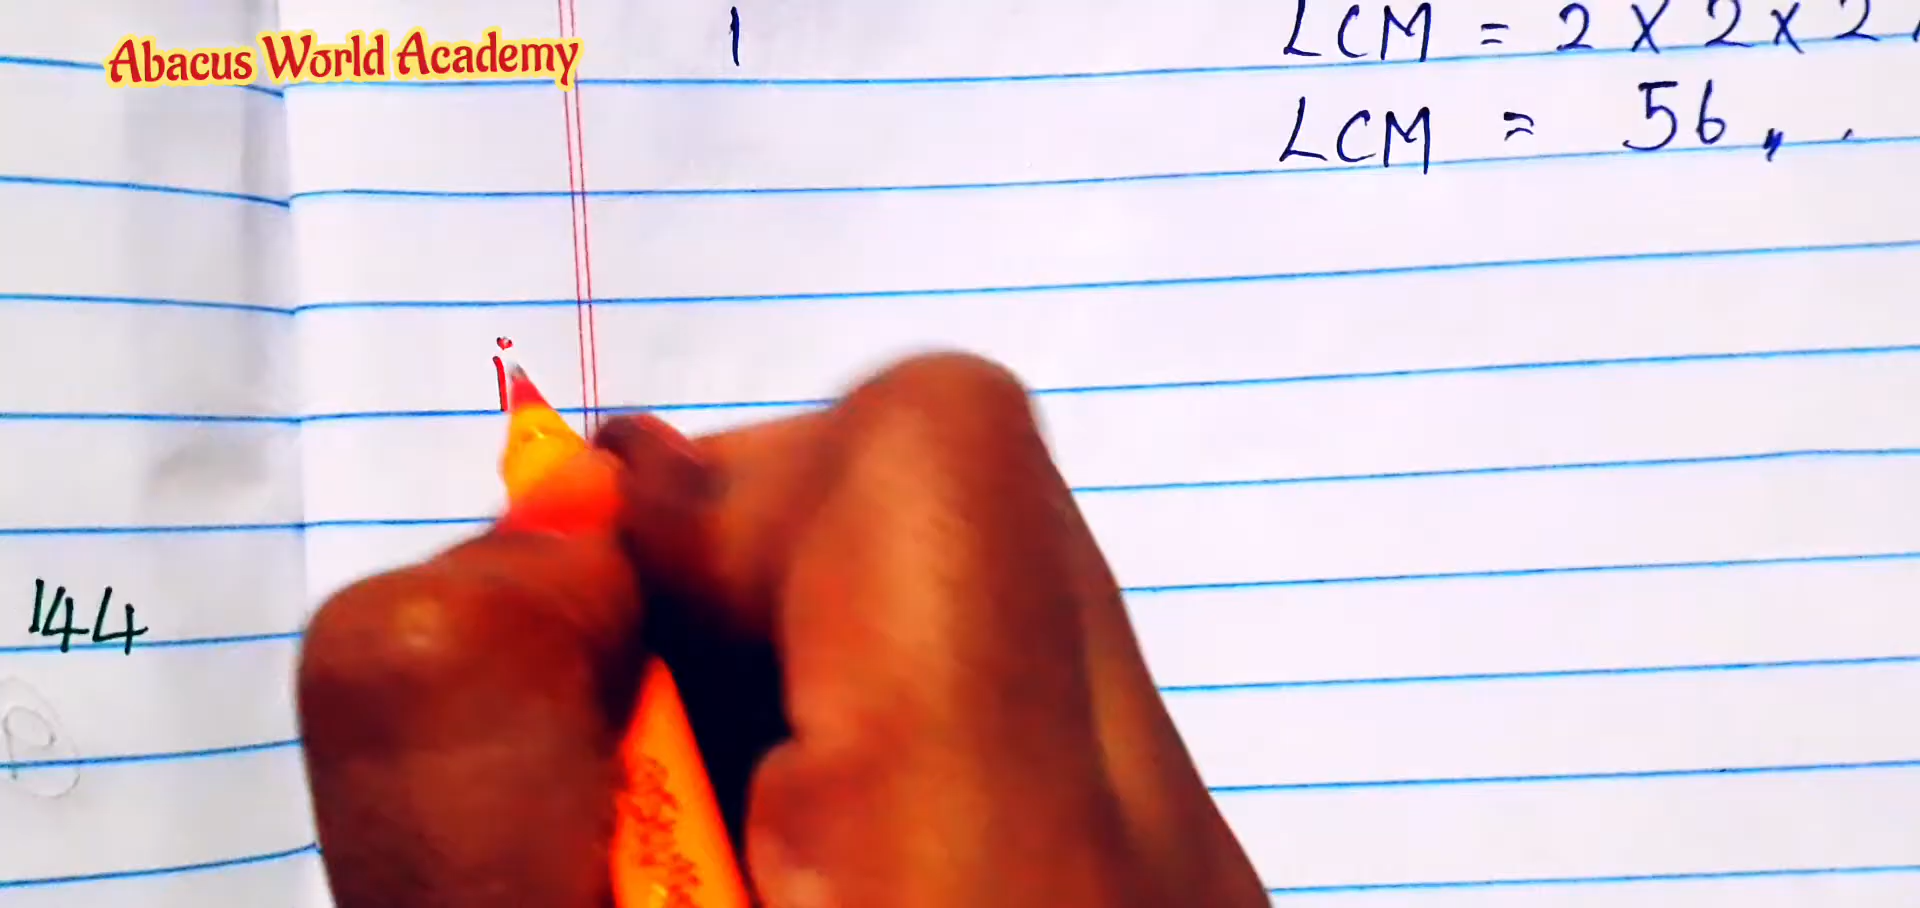 Abacus World Academy
1
LCM = 2 X 2 x 2
LCM = 56
i
144